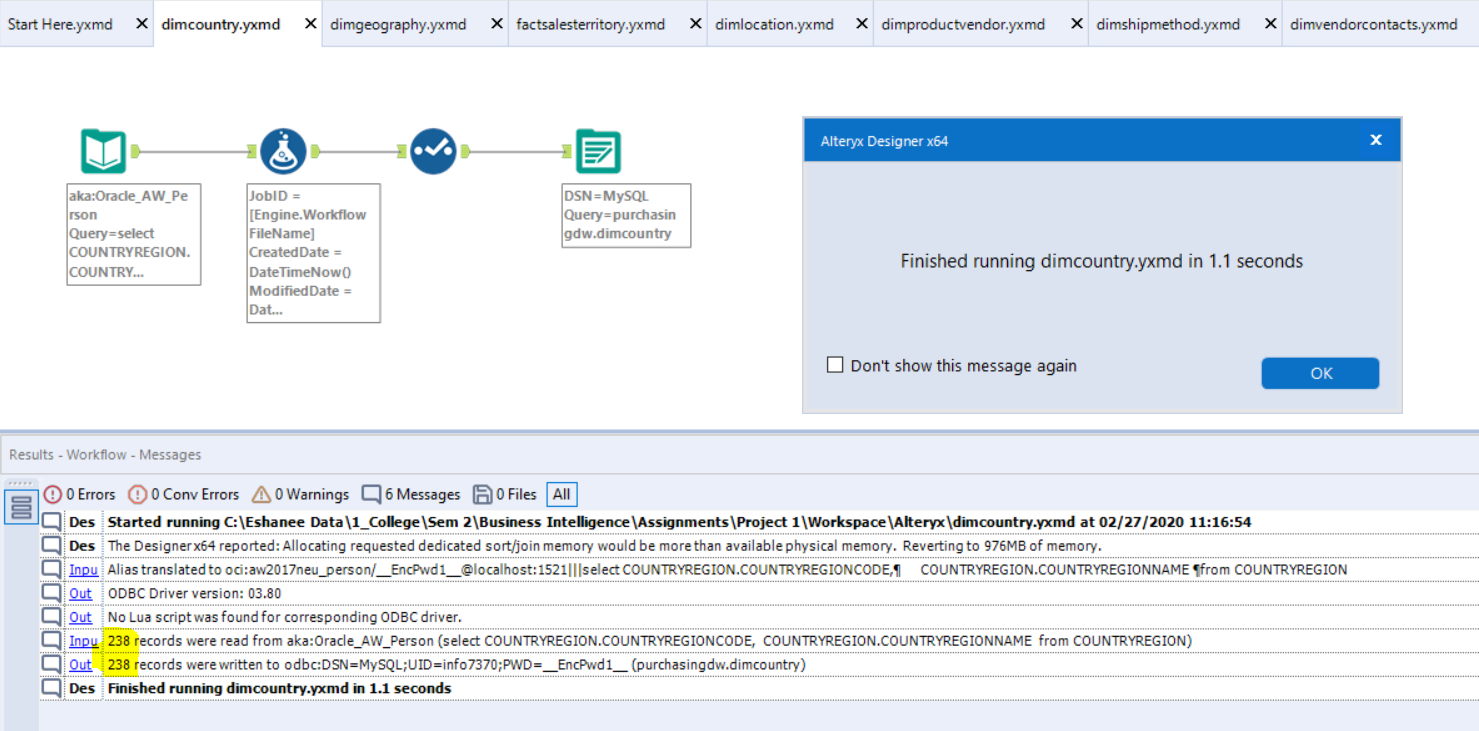 Start Here.yxmd X dimcountry.yxmd X dimgeography.yxmd X factsalesterritory.yxmd X dimlocation.yxmd X dimproductvendor.yxmd X dimshipmethod.yxmd X dimvendorcontacts.yxmd
aka:Oracle_AW_Pe
rson
Query=select
COUNTRYREGION.
COUNTRY...
JobID =
[Engine.Workflow
FileName]
CreatedDate =
DateTimeNow()
ModifiedDate =
Dat...
DSN=MySQL
Query=purchasin
gdw.dimcountry
Alteryx Designer x64 x
Finished running dimcountry.yxmd in 1.1 seconds
Don't show this message again
OK
Results - Workflow - Messages
0 Errors 0 Conv Errors 0 Warnings 6 Messages 0 Files All
Des Started running C:\Eshanee Data\1_College\Sem 2\Business Intelligence\Assignments\Project 1\Workspace\Alteryx\dimcountry.yxmd at 02/27/2020 11:16:54
Des The Designerx64 reported: Allocating requested dedicated sort/join memory would be more than available physical memory. Reverting to 976MB of memory.
Inpu Alias translated to oci:aw2017neu_person/__EncPwd1__@localhost:1521|||select COUNTRYREGION.COUNTRYREGIONCODE,¶ COUNTRYREGION.COUNTRYREGIONNAME ¶from COUNTRYREGION
Out ODBC Driver version: 03.80
Out No Lua script was found for corresponding ODBC driver.
Inpu 238 records were read from aka:Oracle_AW_Person (select COUNTRYREGION.COUNTRYREGIONCODE, COUNTRYREGION.COUNTRYREGIONNAME from COUNTRYREGION)
Out 238 records were written to odbc:DSN=MySQL;UID=info7370;PWD=__EncPwd1__ (purchasingdw.dimcountry)
Des Finished running dimcountry.yxmd in 1.1 seconds